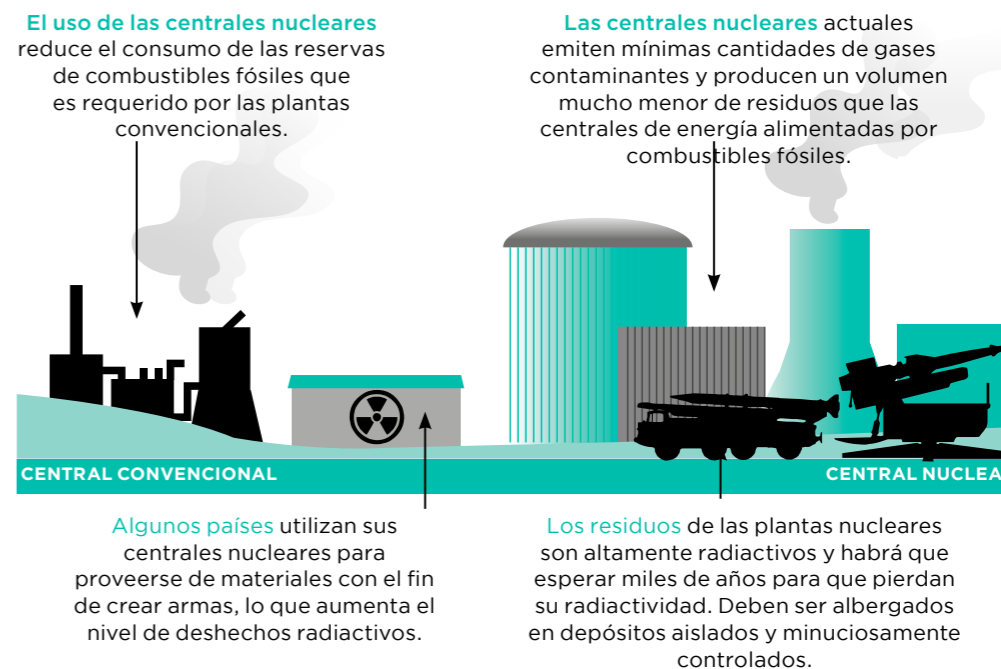 El uso de las centrales nucleares
reduce el consumo de las reservas
de combustibles fósiles que
es requerido por las plantas
convencionales.
Las centrales nucleares actuales
emiten mínimas cantidades de gases
contaminantes y producen un volumen
mucho menor de residuos que las
centrales de energía alimentadas por
combustibles fósiles.
CENTRAL CONVENCIONAL
CENTRAL NUCLEA
Algunos países utilizan sus
centrales nucleares para
proveerse de materiales con el fin
de crear armas, lo que aumenta el
nivel de deshechos radiactivos.
Los residuos de las plantas nucleares
son altamente radiactivos y habrá que
esperar miles de años para que pierdan
su radiactividad. Deben ser albergados
en depósitos aislados y minuciosamente
controlados.